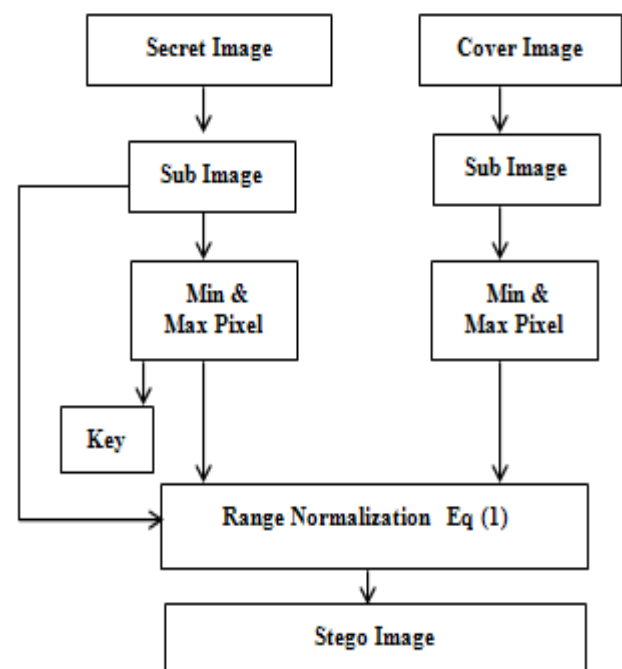 Secret Image
Cover Image
Sub Image
Sub Image
Min &
Max Pixel
Min &
Max Pixel
Key
Range Normalization Eq (1)
Stego Image